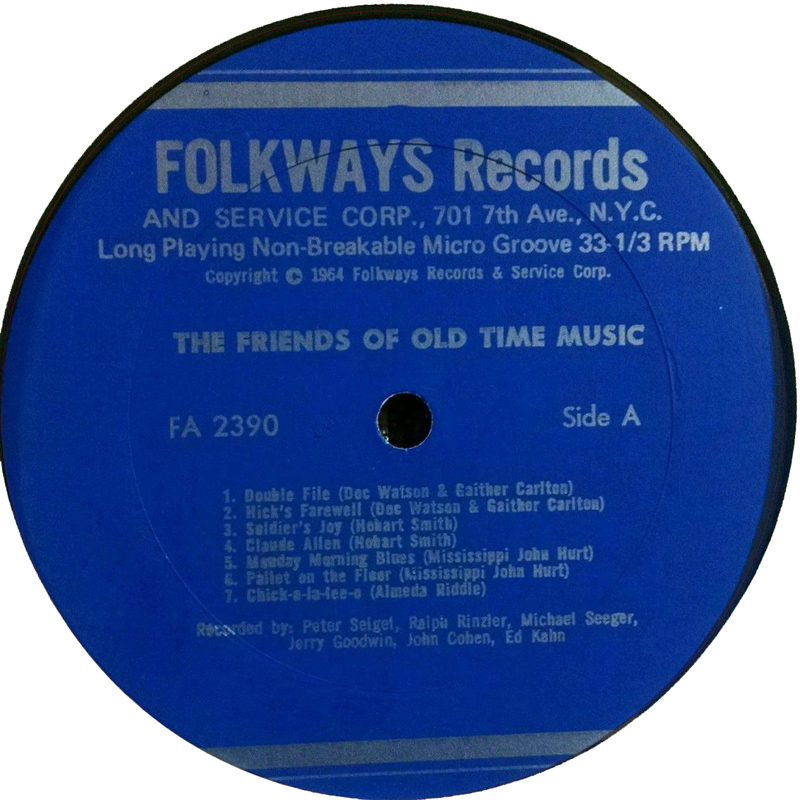 FOLKWAYS Records
AND SERVICE CORP., 701 7th Ave., N.Y.C.
Long Playing Non-Breakable Micro Groove 33-1/3 RPM
Copyright © 1964 Folkways Records & Service Corp.
THE FRIENDS OF OLD TIME MUSIC
FA 2390
Side A
1. Double File (Doc Watson & Gaither Carlton)
2. Hick's Farewell (Doc Watson & Gaither Carlton)
3. Soldier's Joy (Hobart Smith)
4. Claude Allen (Hobart Smith)
5. Monday Morning Blues (Mississippi John Hurt)
6. Pallet on the Floor (Mississippi John Hurt)
7. Chick-a-la-lee-o (Almeda Riddle)
Recorded by: Peter Seigel, Ralph Rinzler, Michael Seeger,
Jerry Goodwin, John Cohen, Ed Kahn